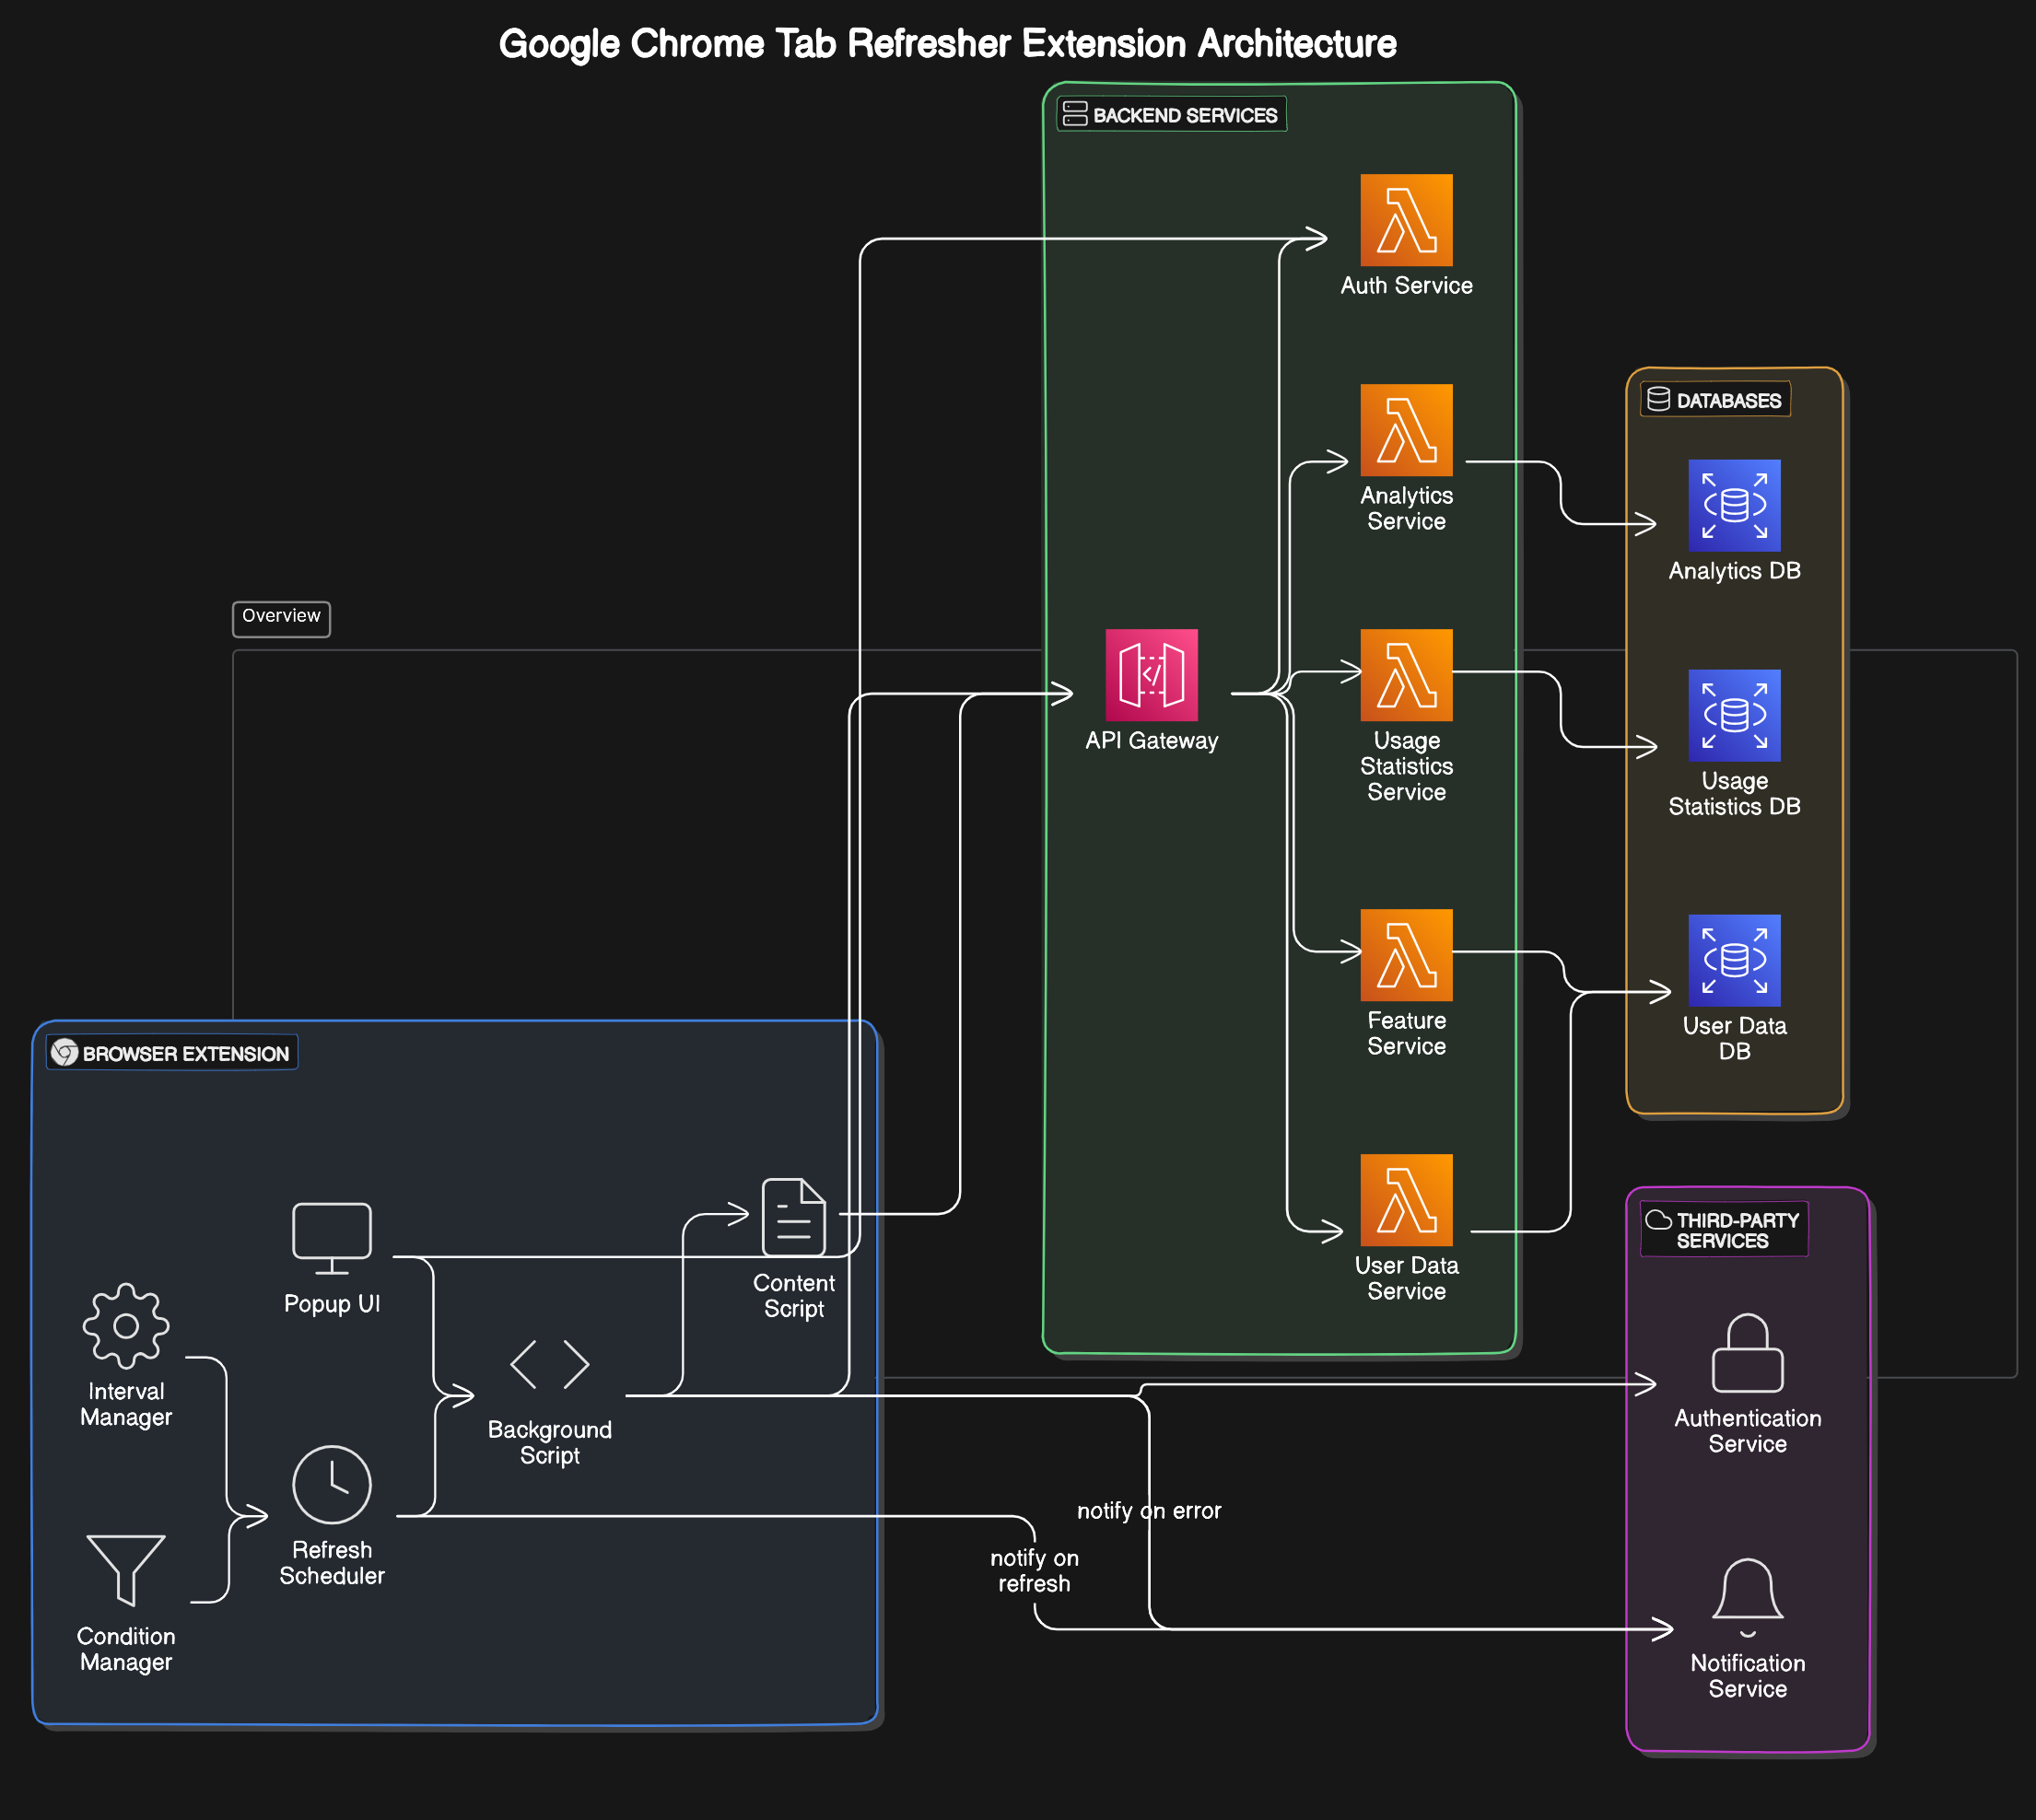 Google Chrome Tab Refresher Extension Architecture
BACKEND SERVICES
Auth Service
Analytics
Service
Usage
Statistics
Service
Feature
Service
User Data
Service
API Gateway
DATABASES
Analytics DB
Usage
Statistics DB
User Data
DB
Overview
BROWSER EXTENSION
Popup UI
Content
Script
Interval
Manager
Background
Script
Refresh
Scheduler
Condition
Manager
notify on error
notify on
refresh
THIRD-PARTY
SERVICES
Authentication
Service
Notification
Service